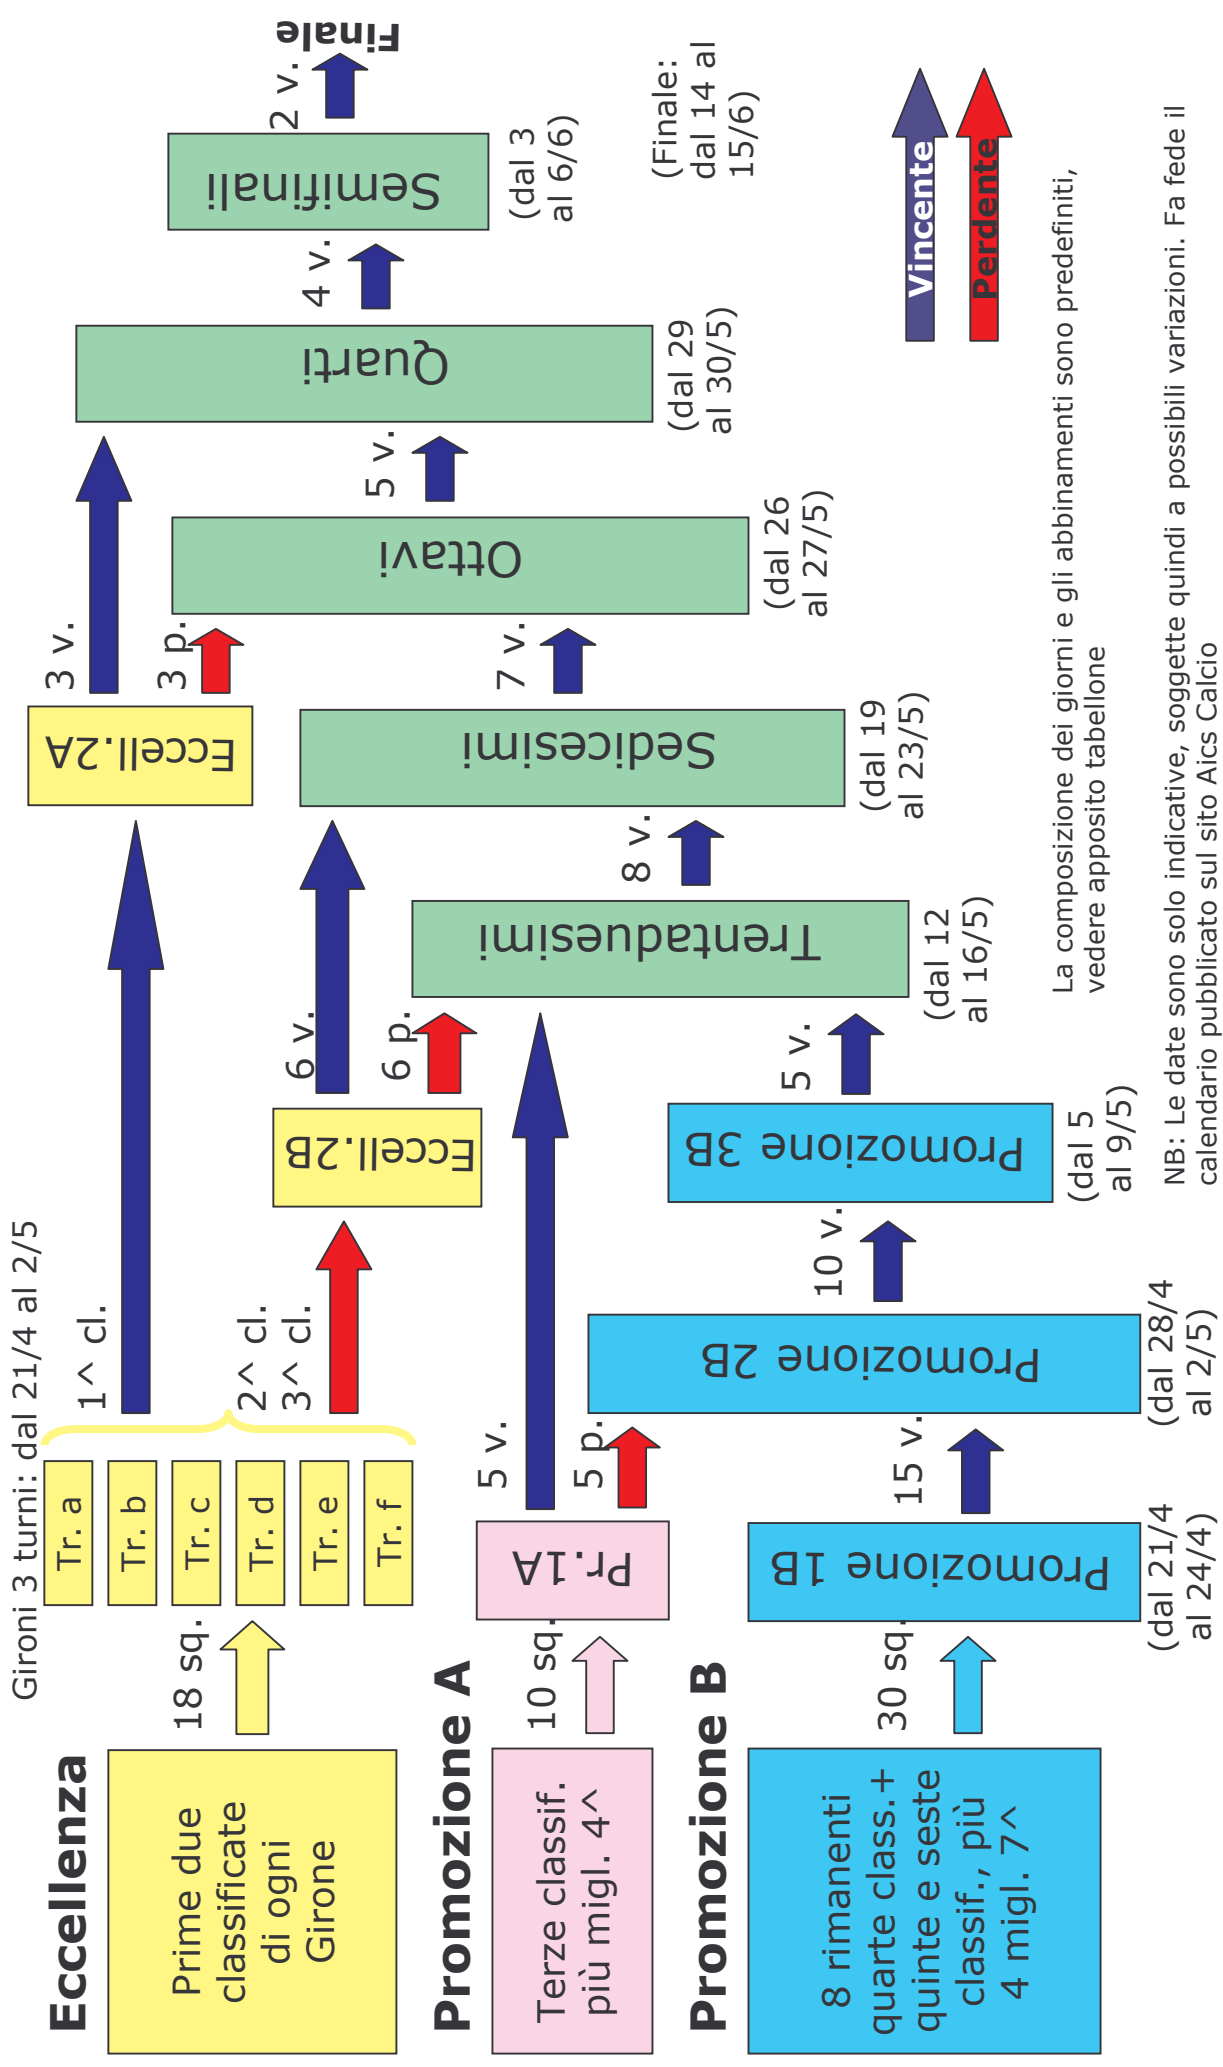 Gironi 3 turni: dal 21/4 al 2/5
Eccellenza
Prime due
classificate
di ogni
Girone
18 sq.
Tr. a
Tr. b
Tr. c
Tr. d
Tr. e
Tr. f
1^ cl.
2^ cl.
3^ cl.
Eccell.2A
3 v.
3 p.
Eccell.2B
6 v.
6 p.
Promozione A
Terze classif.
più migl. 4^
10 sq.
Pr.1A
5 v.
5 p.
Promozione B
8 rimanenti
quarte class.+
quinte e seste
classif., più
4 migl. 7^
30 sq.
Promozione 1B
(dal 21/4
al 24/4)
15 v.
Promozione 2B
(dal 28/4
al 2/5)
10 v.
Promozione 3B
(dal 5
al 9/5)
5 v.
Trentaduesimi
(dal 12
al 16/5)
8 v.
Sedicesimi
(dal 19
al 23/5)
7 v.
Ottavi
(dal 26
al 27/5)
5 v.
Quarti
(dal 29
al 30/5)
4 v.
Semifinali
(dal 3
al 6/6)
2 v.
Finale
(Finale:
dal 14 al
15/6)
Vincente
Perdente
La composizione dei giorni e gli abbinamenti sono predefiniti,
vedere apposito tabellone
NB: Le date sono solo indicative, soggette quindi a possibili variazioni. Fa fede il
calendario pubblicato sul sito Aics Calcio